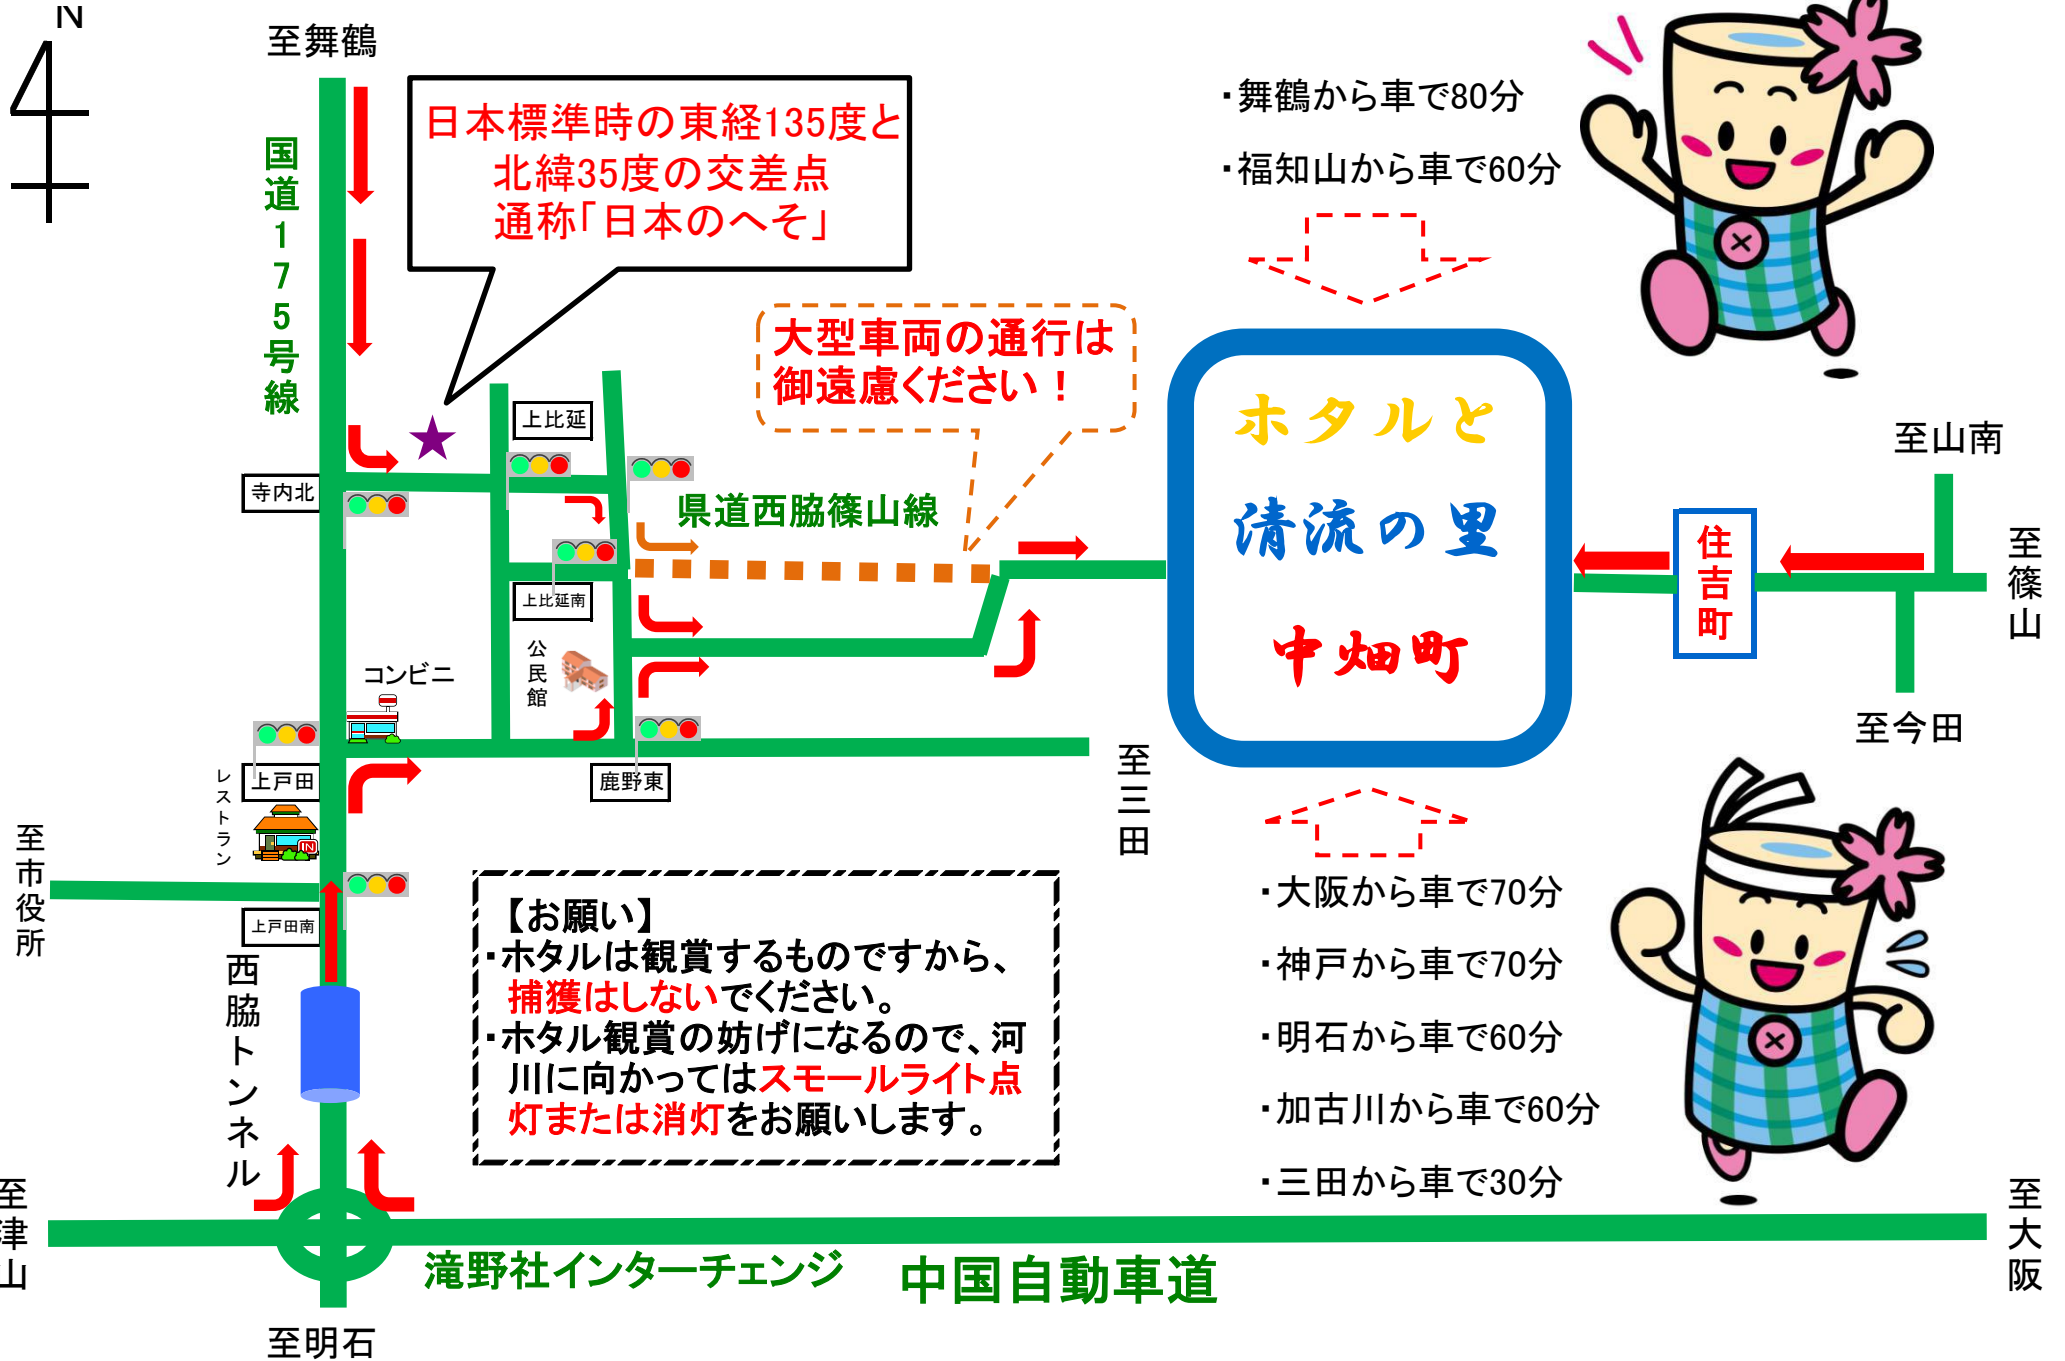 N
至舞鶴
国道175号線
日本標準時の東経135度と
北緯35度の交差点
通称「日本のへそ」
・舞鶴から車で80分
・福知山から車で60分
大型車両の通行は
御遠慮ください！
上比延
寺内北
県道西脇篠山線
上比延南
公民館
コンビニ
上戸田
レストラン
鹿野東
至三田
至市役所
上戸田南
西脇トンネル
ホタルと
清流の里
中畑町
住吉町
至山南
至篠山
至今田
【お願い】
・ホタルは観賞するものですから、
捕獲はしないでください。
・ホタル観賞の妨げになるので、河
川に向かってはスモールライト点
灯または消灯をお願いします。
・大阪から車で70分
・神戸から車で70分
・明石から車で60分
・加古川から車で60分
・三田から車で30分
至津山
滝野社インターチェンジ
中国自動車道
至大阪
至明石
IN